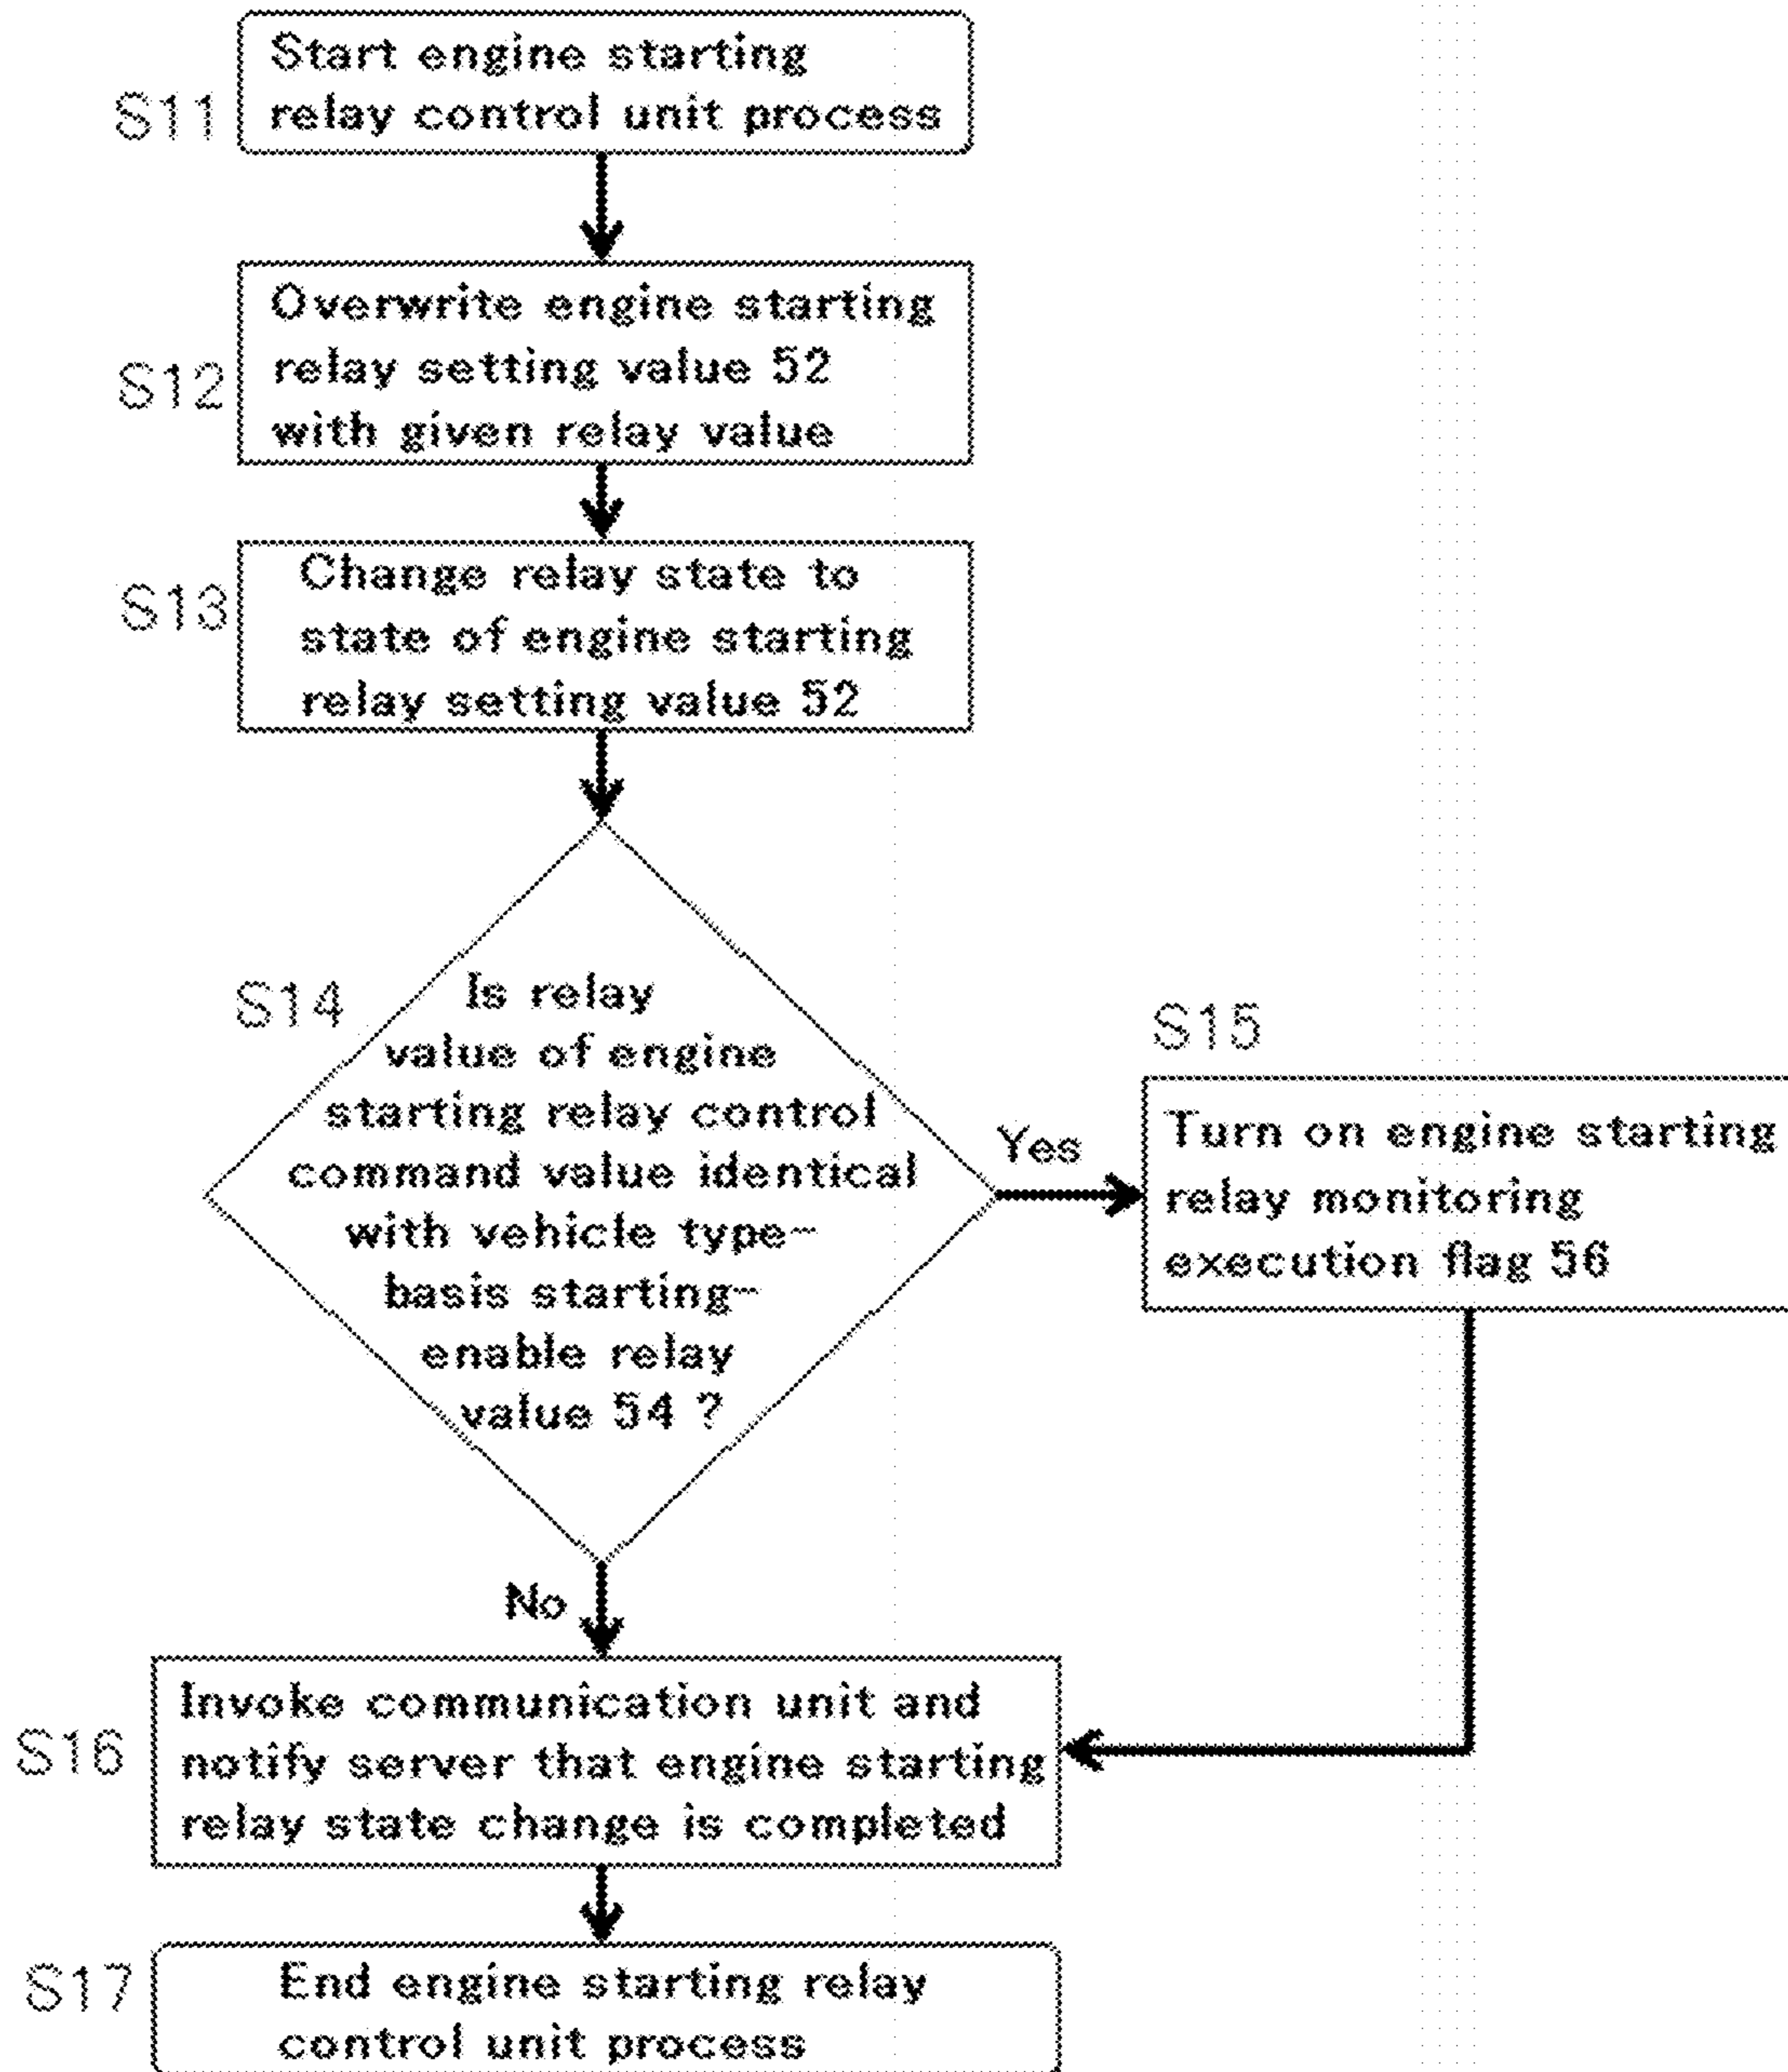 S11
Start engine starting
relay control unit process
S12
Overwrite engine starting
relay setting value 52
with given relay value
S13
Change relay state to
state of engine starting
relay setting value 52
S14
Is relay
value of engine
starting relay control
command value identical
with vehicle type-
basis starting-
enable relay
value 54 ?
Yes
S15
Turn on engine starting
relay monitoring
execution flag 56
No
S16
Invoke communication unit and
notify server that engine starting
relay state change is completed
S17
End engine starting relay
control unit process